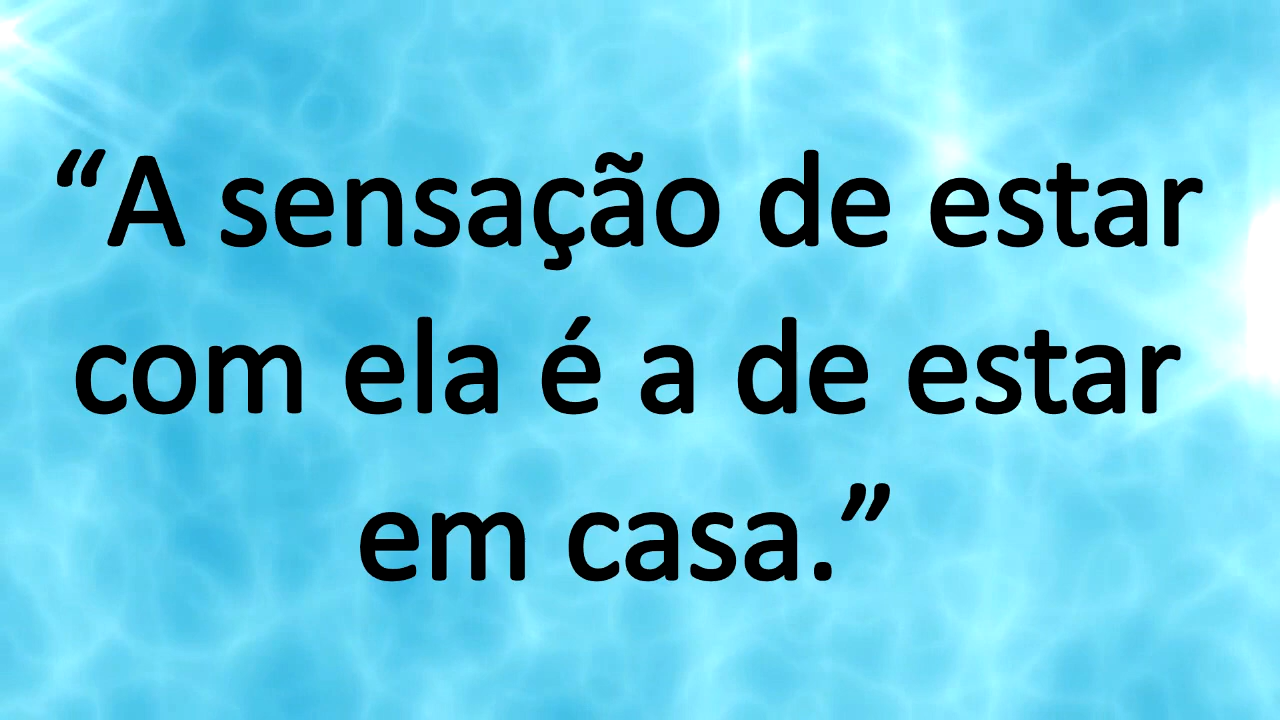 “A sensação de estar
com ela é a de estar
em casa.”